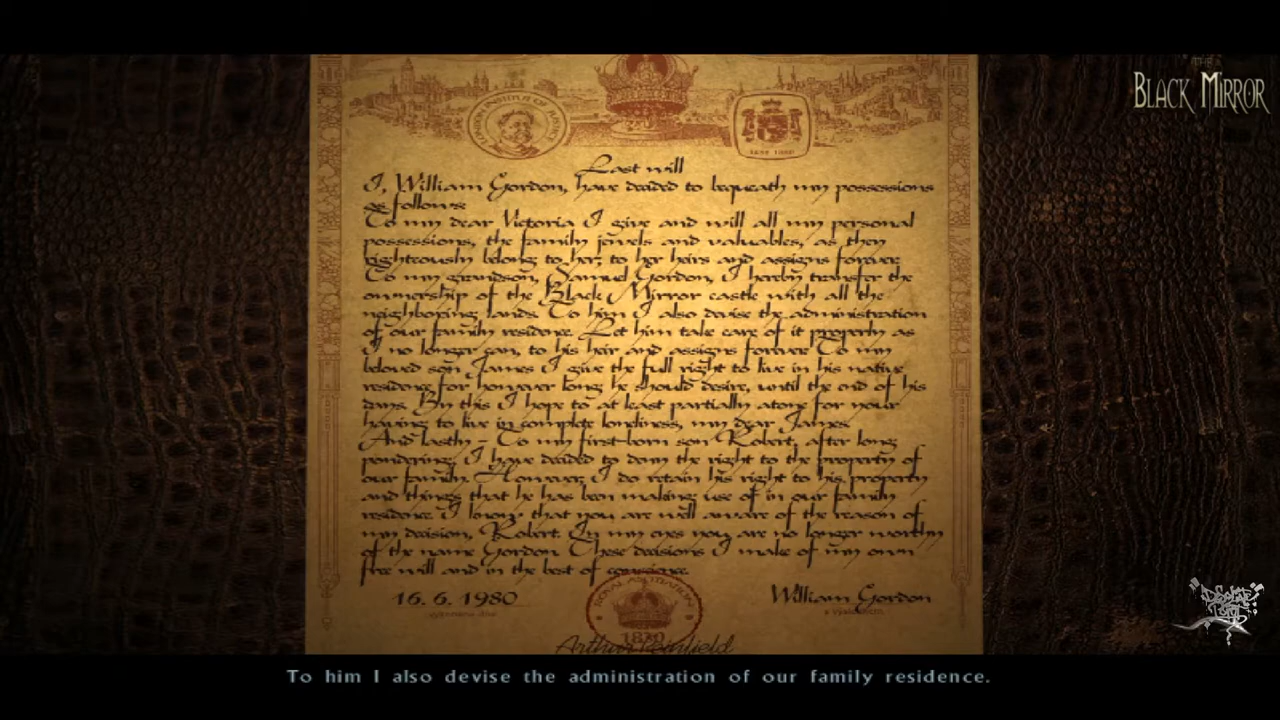 THE
BLACK MIRROR
LONDON INSTITUT OF JUSTICE
Last will
I, William Gordon, have decided to bequeath my possessions
as follows:
To my dear Victoria I give and will all my personal
possessions, the family jewels and valuables, as they
righteously belong to her, to her heirs and assigns forever.
To my grandson, Samuel Gordon, I hereby transfer the
ownership of the Black Mirror castle with all the
neighboring lands. To him I also devise the administration
of our family residence. Let him take care of it properly as
I no longer can, to his heir and assigns forever. To my
beloved son James I give the full right to live in his native
residence for however long he should desire, until the end of his
days. By this I hope to at least partially atone for your
having to live in complete loneliness, my dear James.
And lastly - To my first-born son Robert, after long
pondering, I have decided to deny the right to the property of
our family. However, I do retain his right to his property
and things that he has been making use of in our family
residence. I know that you are well aware of the reason of
my decision, Robert. In my eyes you are no longer worthy
of the name Gordon. These decisions I make of my own
free will and in the best of conscience.
16. 6. 1980
William Gordon
ROYAL ANTITATION
1820
Arthur
To him I also devise the administration of our family residence.